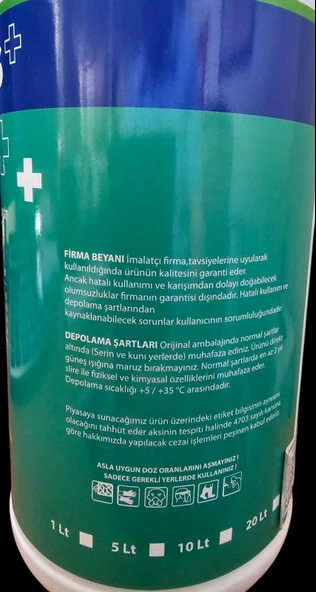 FİRMA BEYANI İmalatçı firma,tavsiyelerine uyularak
kullanıldığında ürünün kalitesini garanti eder.
Ancak hatalı kullanımı ve karışımdan dolayı doğabilecek
olumsuzluklar firmanın garantisi dışındadır. Hatalı kullanım ve
depolama şartlarından
kaynaklanabilecek sorunlar kullanıcının sorumluluğundadır.
DEPOLAMA ŞARTLARI Orijinal ambalajında normal şartlar
altında (Serin ve kuru yerlerde) muhafaza ediniz. Ürünü direkt
güneş ışığına maruz bırakmayınız. Normal şartlarda en az 3 yıl
süre ile fiziksel ve kimyasal özelliklerini muhafaza eder.
Depolama sıcaklığı +5 / +35 °C arasındadır.
Piyasaya sunacağımız ürün üzerindeki etiket bilgisinin aynısını
olacağını tahhüt eder aksinin tespiti halinde 4703 sayılı kanuna
göre hakkımızda yapılacak cezai işlemleri peşinen kabul ederiz.
ASLA UYGUN DOZ ORANLARINI AŞMAYINIZ !
SADECE GEREKLİ YERLERDE KULLANINIZ !
1 Lt
5 Lt
10 Lt
20 Lt